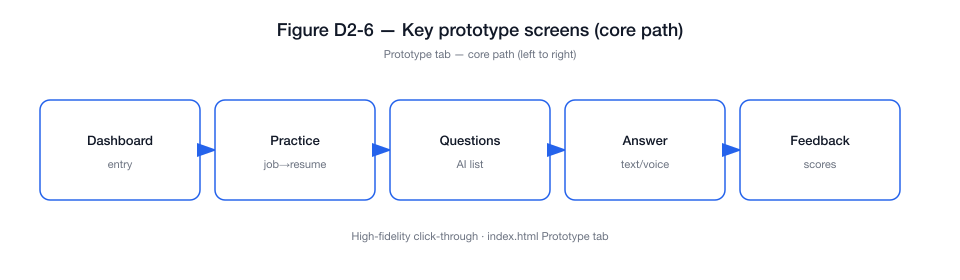 Figure D2-6 — Key prototype screens (core path)
Prototype tab — core path (left to right)
Dashboard
entry
Practice
job→resume
Questions
AI list
Answer
text/voice
Feedback
scores
High-fidelity click-through · index.html Prototype tab